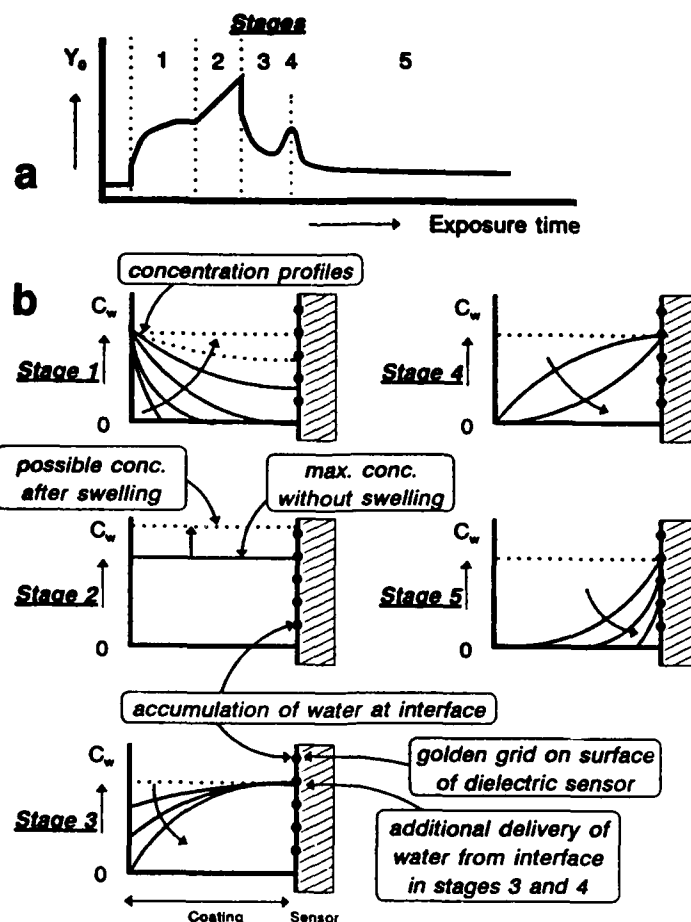 Stages
Y₀ 1 2 3 4 5
a
Exposure time
concentration profiles
b
C_w
Stage 1
0
C_w
Stage 4
0
possible conc.
after swelling
max. conc.
without swelling
C_w
Stage 2
0
C_w
Stage 5
0
accumulation of water at interface
C_w
Stage 3
0
golden grid on surface
of dielectric sensor
additional delivery of
water from interface
in stages 3 and 4
Coating Sensor